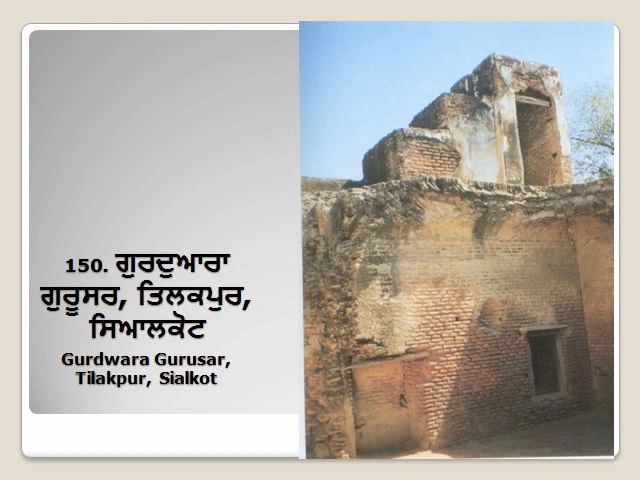 150. ਗੁਰਦੁਆਰਾ
ਗੁਰੂਸਰ, ਤਿਲਕਪੁਰ,
ਸਿਆਲਕੋਟ
Gurdwara Gurusar,
Tilakpur, Sialkot